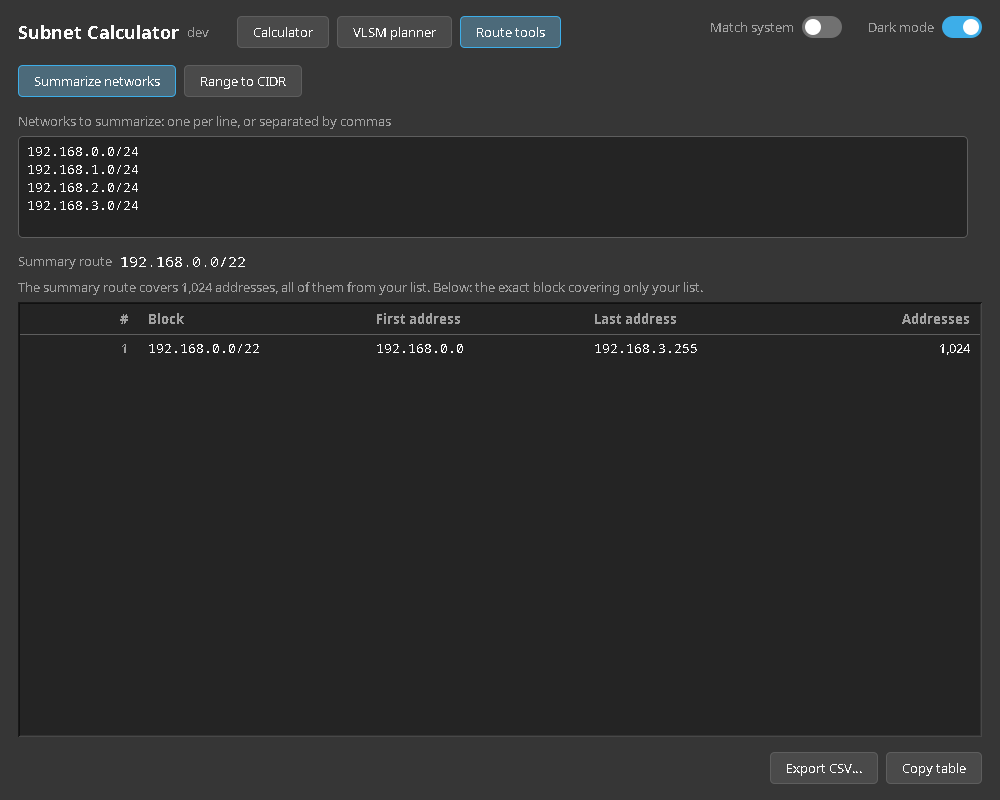 Subnet Calculator dev Calculator VLSM planner Route tools Match system Dark mode
Summarize networks Range to CIDR
Networks to summarize: one per line, or separated by commas
192.168.0.0/24
192.168.1.0/24
192.168.2.0/24
192.168.3.0/24
Summary route 192.168.0.0/22
The summary route covers 1,024 addresses, all of them from your list. Below: the exact block covering only your list.
# Block First address Last address Addresses
1 192.168.0.0/22 192.168.0.0 192.168.3.255 1,024
Export CSV... Copy table